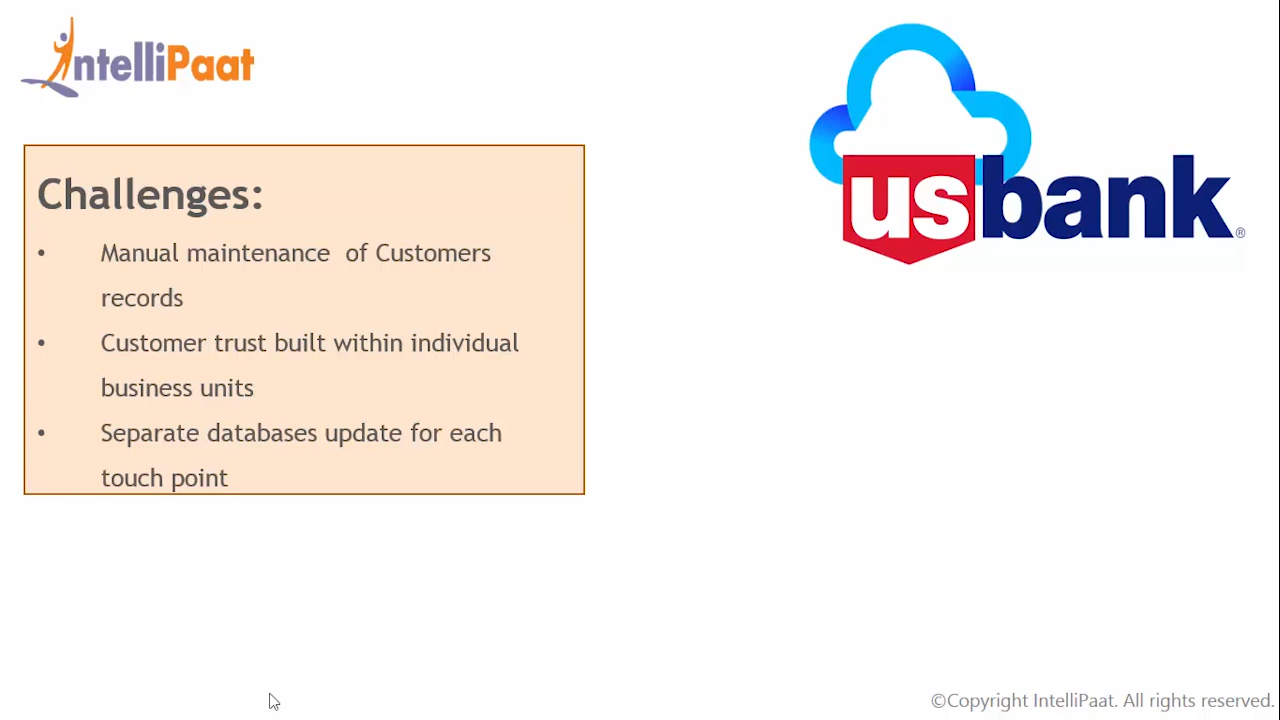 IntelliPaat
usbank®
Challenges:
• Manual maintenance of Customers
records
• Customer trust built within individual
business units
• Separate databases update for each
touch point
©Copyright IntelliPaat. All rights reserved.